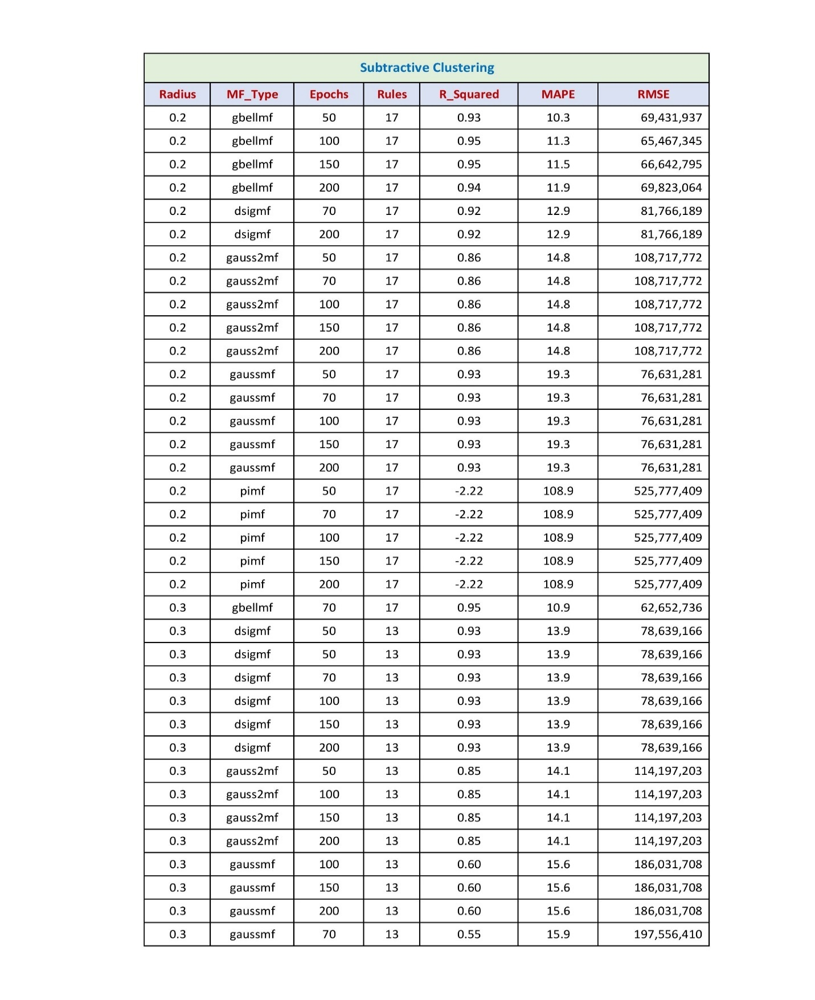 Subtractive Clustering
Radius MF_Type Epochs Rules R_Squared MAPE RMSE
0.2 gbellmf 50 17 0.93 10.3 69,431,937
0.2 gbellmf 100 17 0.95 11.3 65,467,345
0.2 gbellmf 150 17 0.95 11.5 66,642,795
0.2 gbellmf 200 17 0.94 11.9 69,823,064
0.2 dsigmf 70 17 0.92 12.9 81,766,189
0.2 dsigmf 200 17 0.92 12.9 81,766,189
0.2 gauss2mf 50 17 0.86 14.8 108,717,772
0.2 gauss2mf 70 17 0.86 14.8 108,717,772
0.2 gauss2mf 100 17 0.86 14.8 108,717,772
0.2 gauss2mf 150 17 0.86 14.8 108,717,772
0.2 gauss2mf 200 17 0.86 14.8 108,717,772
0.2 gaussmf 50 17 0.93 19.3 76,631,281
0.2 gaussmf 70 17 0.93 19.3 76,631,281
0.2 gaussmf 100 17 0.93 19.3 76,631,281
0.2 gaussmf 150 17 0.93 19.3 76,631,281
0.2 gaussmf 200 17 0.93 19.3 76,631,281
0.2 pimf 50 17 -2.22 108.9 525,777,409
0.2 pimf 70 17 -2.22 108.9 525,777,409
0.2 pimf 100 17 -2.22 108.9 525,777,409
0.2 pimf 150 17 -2.22 108.9 525,777,409
0.2 pimf 200 17 -2.22 108.9 525,777,409
0.3 gbellmf 70 17 0.95 10.9 62,652,736
0.3 dsigmf 50 13 0.93 13.9 78,639,166
0.3 dsigmf 50 13 0.93 13.9 78,639,166
0.3 dsigmf 70 13 0.93 13.9 78,639,166
0.3 dsigmf 100 13 0.93 13.9 78,639,166
0.3 dsigmf 150 13 0.93 13.9 78,639,166
0.3 dsigmf 200 13 0.93 13.9 78,639,166
0.3 gauss2mf 50 13 0.85 14.1 114,197,203
0.3 gauss2mf 100 13 0.85 14.1 114,197,203
0.3 gauss2mf 150 13 0.85 14.1 114,197,203
0.3 gauss2mf 200 13 0.85 14.1 114,197,203
0.3 gaussmf 100 13 0.60 15.6 186,031,708
0.3 gaussmf 150 13 0.60 15.6 186,031,708
0.3 gaussmf 200 13 0.60 15.6 186,031,708
0.3 gaussmf 70 13 0.55 15.9 197,556,410